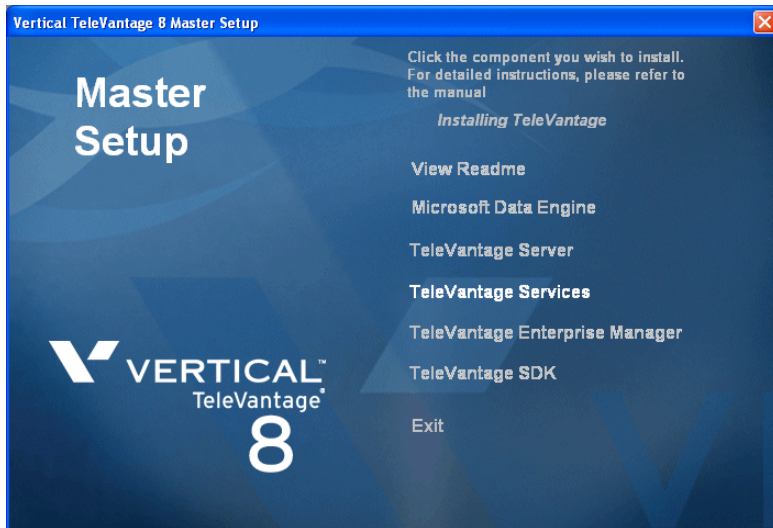 Vertical TeleVantage 8 Master Setup
Master
Setup
Click the component you wish to install.
For detailed instructions, please refer to
the manual
Installing TeleVantage
View Readme
Microsoft Data Engine
TeleVantage Server
TeleVantage Services
TeleVantage Enterprise Manager
TeleVantage SDK
Exit
VERTICAL™
TeleVantage®
8